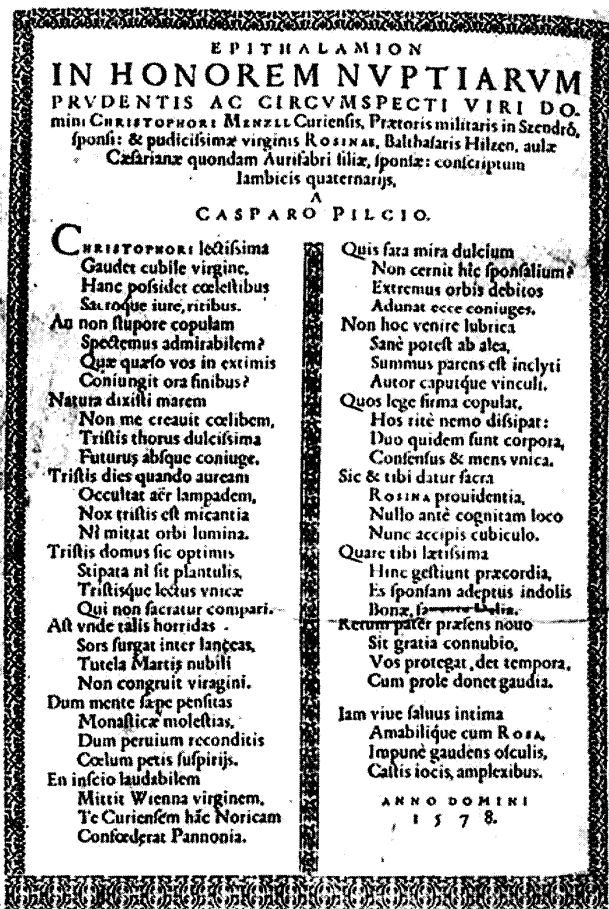 EPITHALAMION
IN HONOREM NVPTIARVM
PRVDENTIS AC CIRCVMSPECTI VIRI DO-
mini CHRISTOPHORI MENZLL Curiensis, Prætoris militaris in Szendrő,
sponsi: & pudicissimæ virginis ROSINAE, Balthasaris Hilzen, aulæ
Cæsarianæ quondam Aurifabri filiæ, sponsæ: conscriptum
Iambicis quaternarijs,
A
CASPARO PILCIO.
CHRISTOPHORI lectissima
Gaudet cubile virgine,
Hanc possidet cœlestibus
Sacroque iure, ritibus.
An non stupore copulam
Spectemus admirabilem?
Quæ quæso vos in extimis
Coniungit ora finibus?
Natura dixisti marem
Non me creauit cœlibem,
Tristis thorus dulcissima
Futurus absque coniuge.
Tristis dies quando auream
Occultat aër lampadem,
Nox tristis est micantia
Ni mittat orbi lumina.
Tristis domus sic optimis
Stipata ni sit plantulis,
Tristisque lectus vnicæ
Qui non sacratur compari.
Ast vnde talis horridas
Sors surgat inter lanceas,
Tutela Martis nubili
Non congruit viragini.
Dum mente sæpe pensitas
Monasticæ molestias,
Dum peruium reconditis
Cœlum petis suspirijs.
En inscio laudabilem
Mittit Wienna virginem,
Te Curiensem hâc Noricam
Confœderat Pannonia.
Quis fata mira dulcium
Non cernit hîc sponsalium?
Extremus orbis debitos
Adunat ecce coniuges.
Non hoc venire lubrica
Sanè potest ab alea,
Summus parens est inclyti
Autor caputque vinculi.
Quos lege firma copulat,
Hos ritè nemo dissipat:
Duo quidem sunt corpora,
Consensus & mens vnica.
Sic & tibi datur sacra
ROSINA prouidentia,
Nullo antè cognitam loco
Nunc accipis cubiculo.
Quare tibi lætissima
Hinc gestiunt præcordia,
Es sponsam adeptus indolis
Bonæ,
Rerum pater præsens nouo
Sit gratia connubio,
Vos protegat, det tempora,
Cum prole donet gaudia.
Iam viue saluus intima
Amabilique cum ROSA,
Impunè gaudens osculis,
Castis iocis, amplexibus.
ANNO DOMINI
1578.